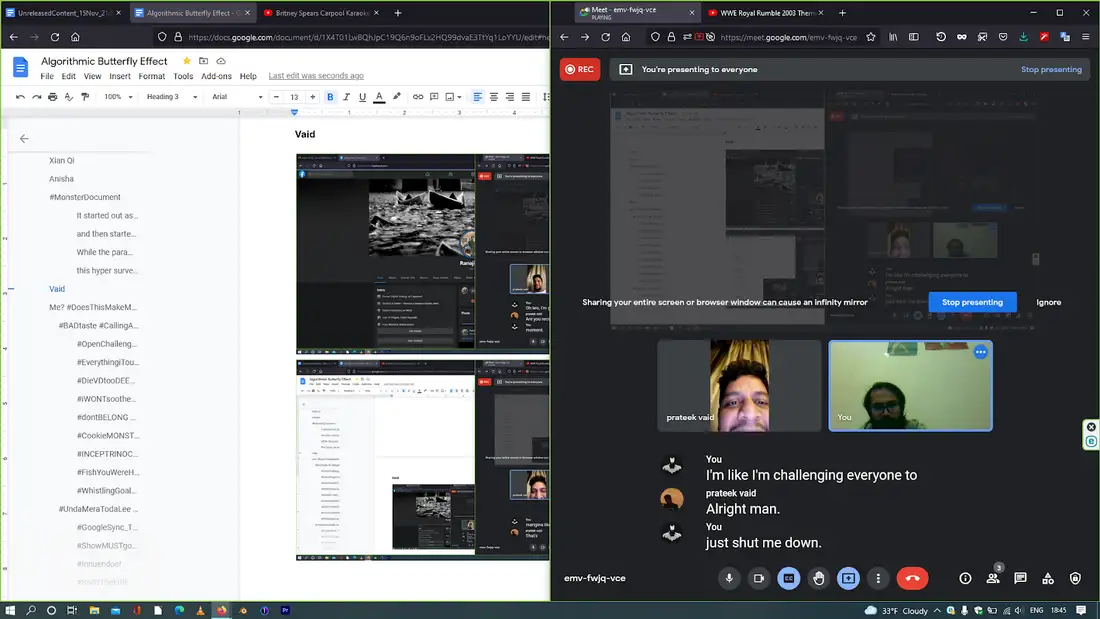 UnreleasedContent_15Nov_21M
Algorithmic Butterfly Effect - G
Britney Spears Carpool Karaoke
https://docs.google.com/document/d/1X4T01LwBQhJpC19Q6n9oFLx2HQ99dvaE3TtYq1LoYYU/edit#he
Algorithmic Butterfly Effect
File Edit View Insert Format Tools Add-ons Help Last edit was seconds ago
100% Heading 3 Arial 13
Xian Qi
Anisha
#MonsterDocument
It started out as...
and then starte...
While the para...
this hyper surve...
Vaid
Me? #DoesThisMakeM...
#BADtaste #CallingA...
#OpenChalleng...
#EverythingiTou...
#DieVDtooDEE...
#iWONTsoothe...
#dontBELONG ...
#CookieMONST...
#INCEPTRINOC...
#FishYouWereH...
#WhistlingGoal...
#UndaMeraTodaLee ...
#GoogleSync_T...
#ShowMUSTgo...
#Innuendos!
Vaid
Meet - emv-fwjq-vce
PLAYING
WWE Royal Rumble 2003 Them
https://meet.google.com/emv-fwjq-vce
REC
You're presenting to everyone
Stop presenting
Sharing your entire screen or browser window can cause an infinity mirror
Stop presenting
Ignore
prateek vaid
You
You
I'm like I'm challenging everyone to
prateek vaid
Alright man.
You
just shut me down.
emv-fwjq-vce
3
33°F Cloudy
ENG
18:45